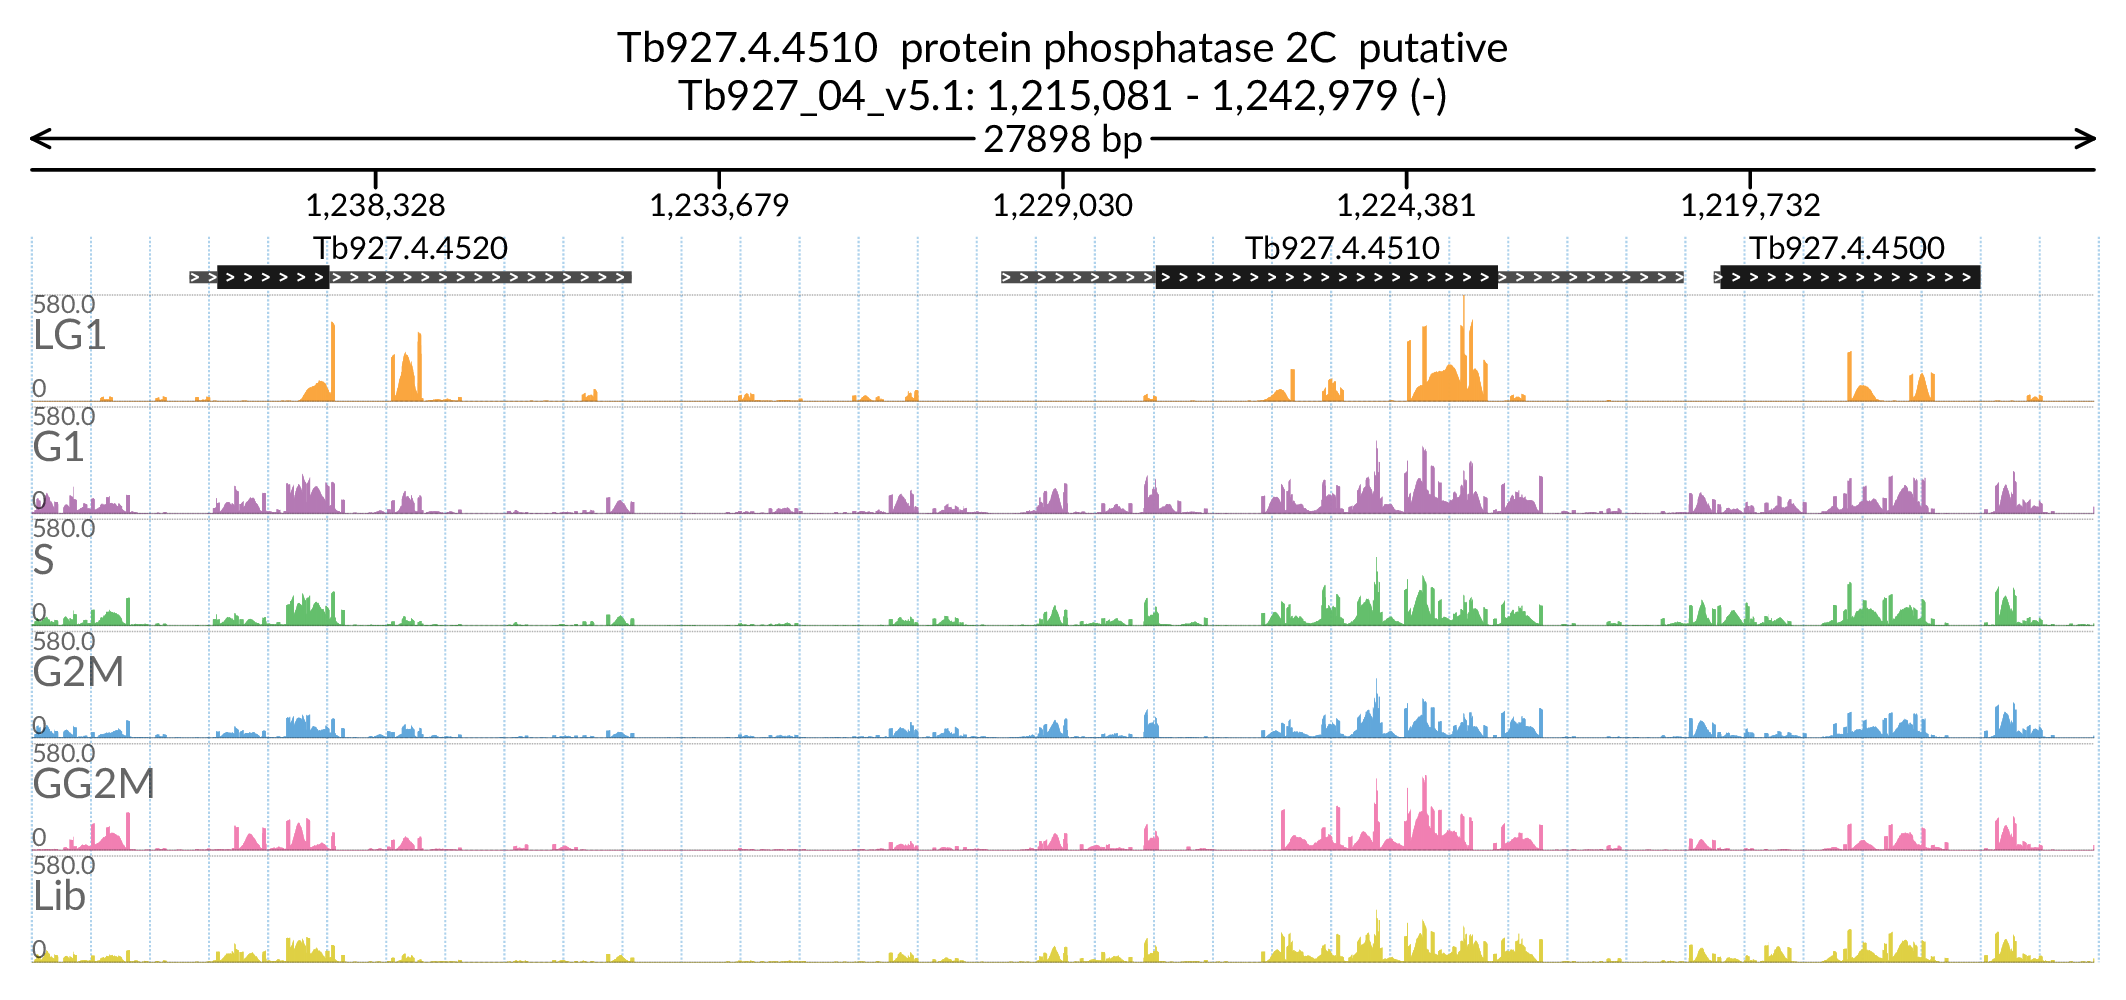 Tb927.4.4510  protein phosphatase 2C  putative
Tb927_04_v5.1: 1,215,081 - 1,242,979 (-)
27898 bp
1,238,328 1,233,679 1,229,030 1,224,381 1,219,732
Tb927.4.4520 Tb927.4.4510 Tb927.4.4500
580.0
LG1
0
580.0
G1
0
580.0
S
0
580.0
G2M
0
580.0
GG2M
0
580.0
Lib
0